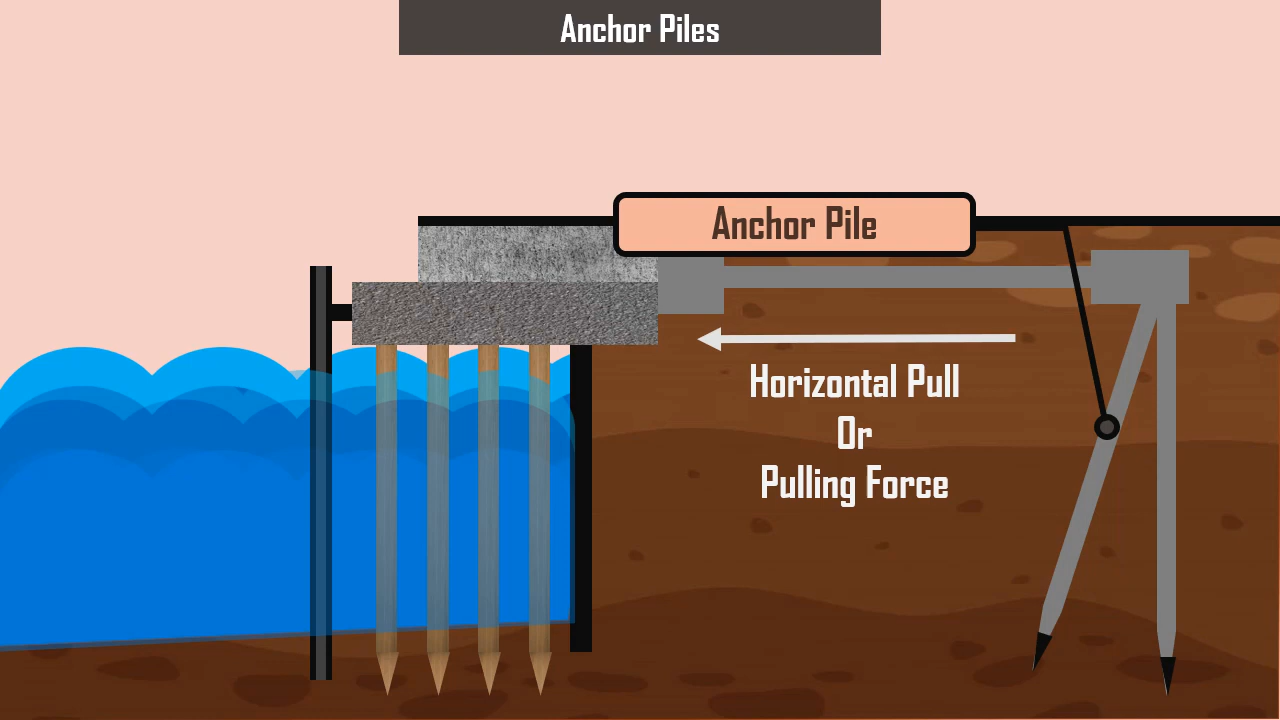 Anchor Piles
Anchor Pile
Horizontal Pull
Or
Pulling Force